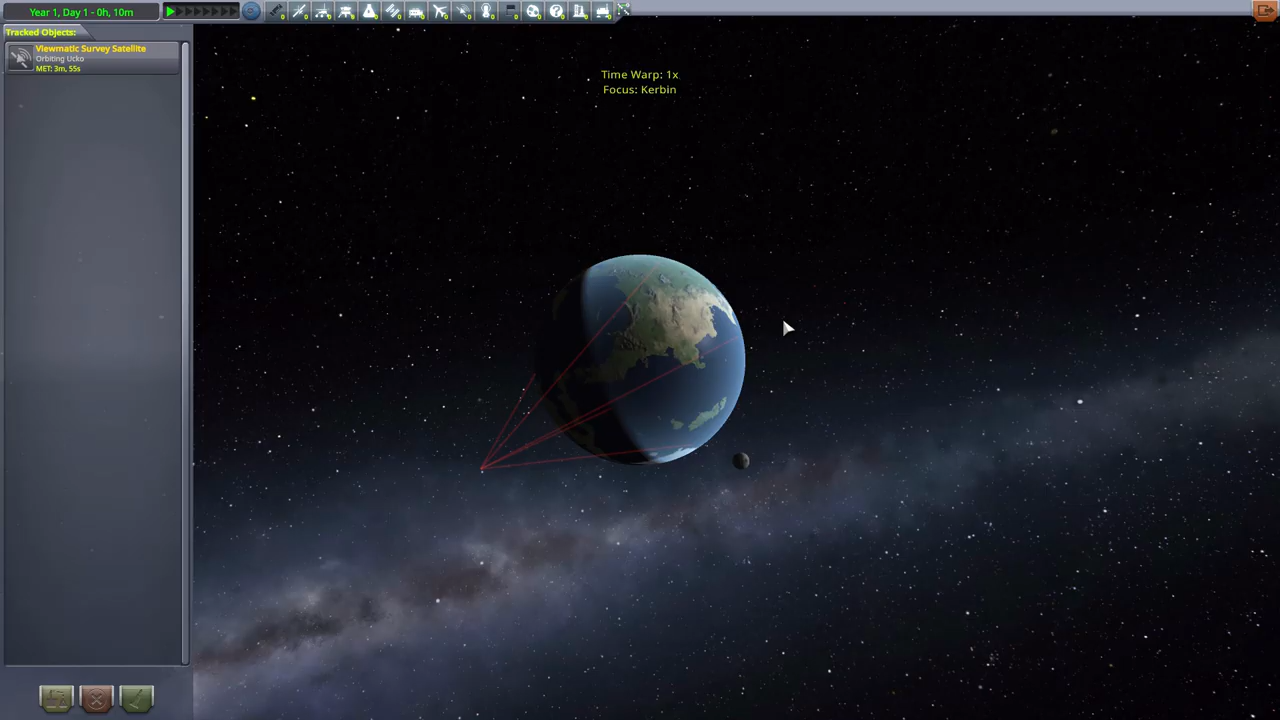 Year 1, Day 1 - 0h, 10m
Tracked Objects:
Viewmatic Survey Satellite
Orbiting Ucko
MET: 3m, 55s
Time Warp: 1x
Focus: Kerbin